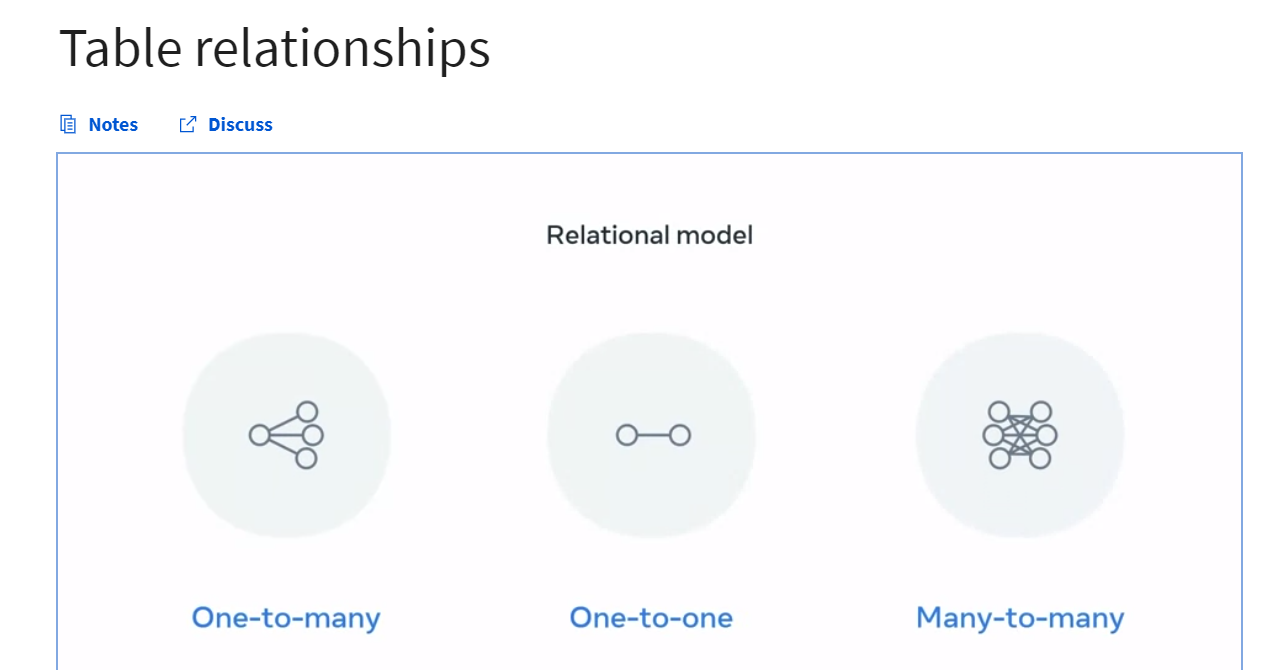 Table relationships
Notes Discuss
Relational model
One-to-many One-to-one Many-to-many